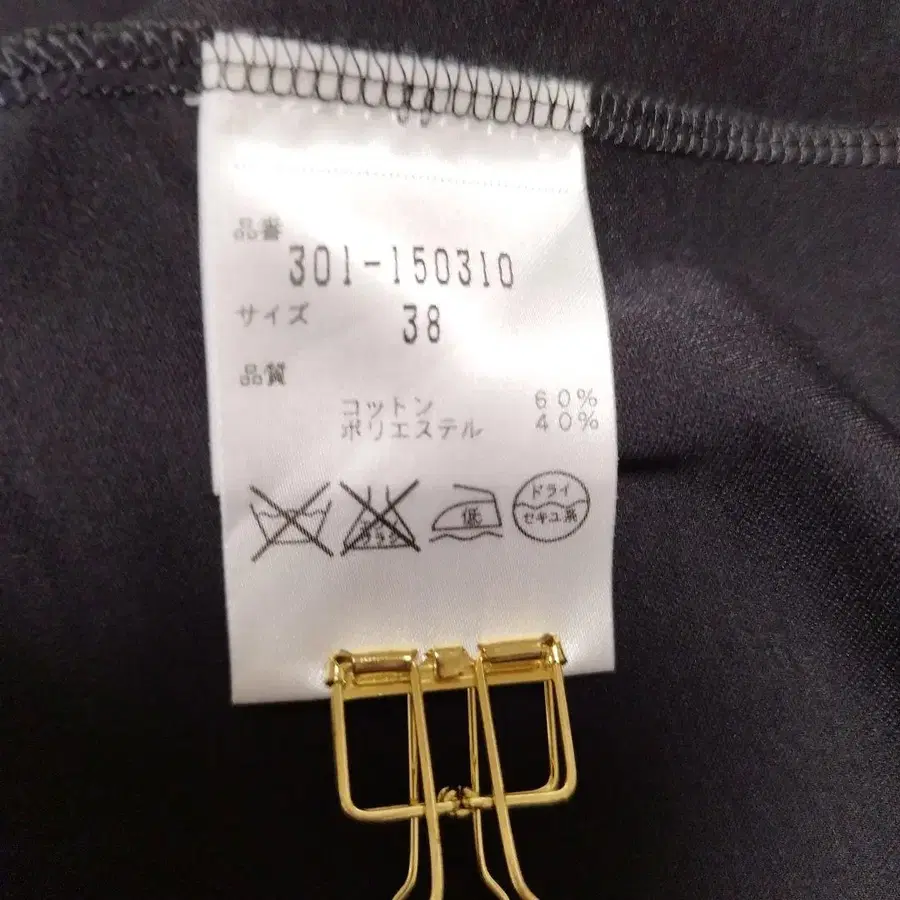 品番
301-150310
サイズ 38
品質
コットン 60%
ポリエステル 40%
低
ドライ
セキユ系